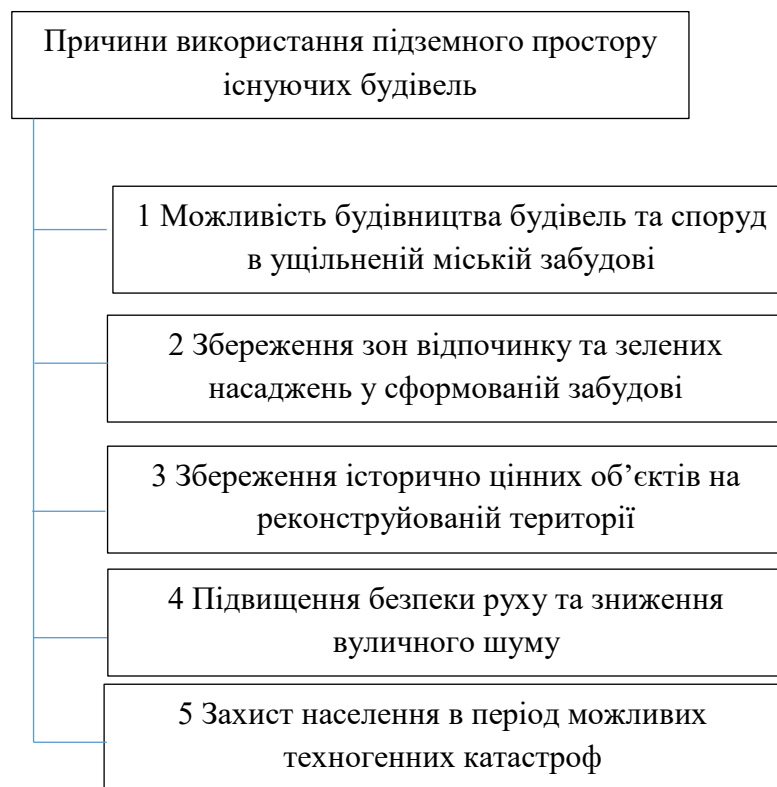 Причини використання підземного простору
існуючих будівель
1 Можливість будівництва будівель та споруд
в ущільненій міській забудові
2 Збереження зон відпочинку та зелених
насаджень у сформованій забудові
3 Збереження історично цінних об’єктів на
реконструйованій території
4 Підвищення безпеки руху та зниження
вуличного шуму
5 Захист населення в період можливих
техногенних катастроф